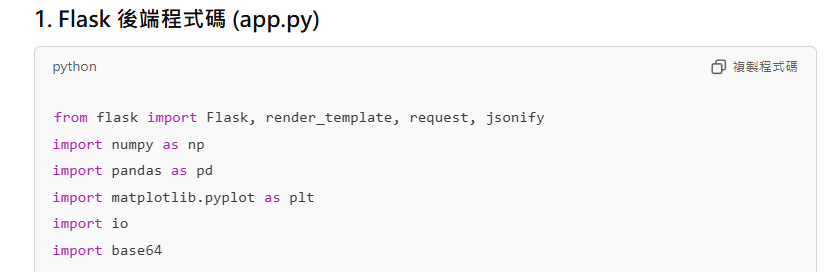 1. Flask 後端程式碼 (app.py)
python
複製程式碼
from flask import Flask, render_template, request, jsonify
import numpy as np
import pandas as pd
import matplotlib.pyplot as plt
import io
import base64